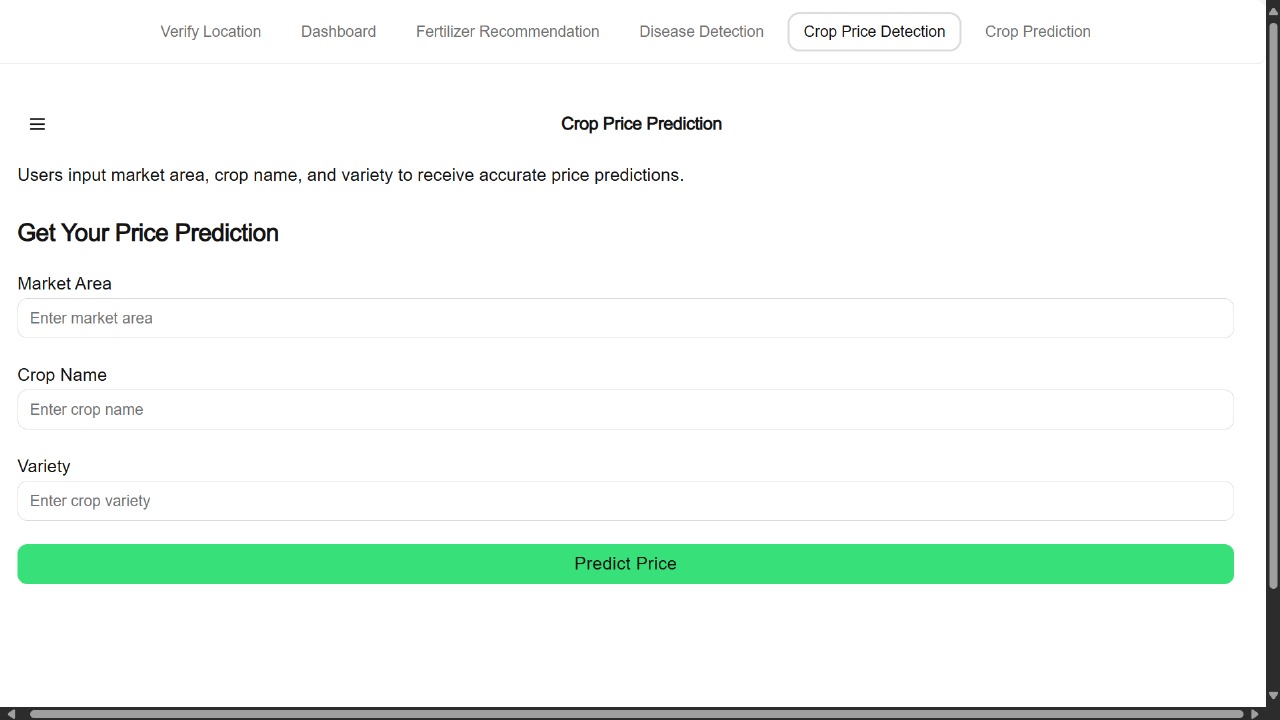 Verify Location Dashboard Fertilizer Recommendation Disease Detection Crop Price Detection Crop Prediction
Crop Price Prediction
Users input market area, crop name, and variety to receive accurate price predictions.
Get Your Price Prediction
Market Area
Enter market area
Crop Name
Enter crop name
Variety
Enter crop variety
Predict Price